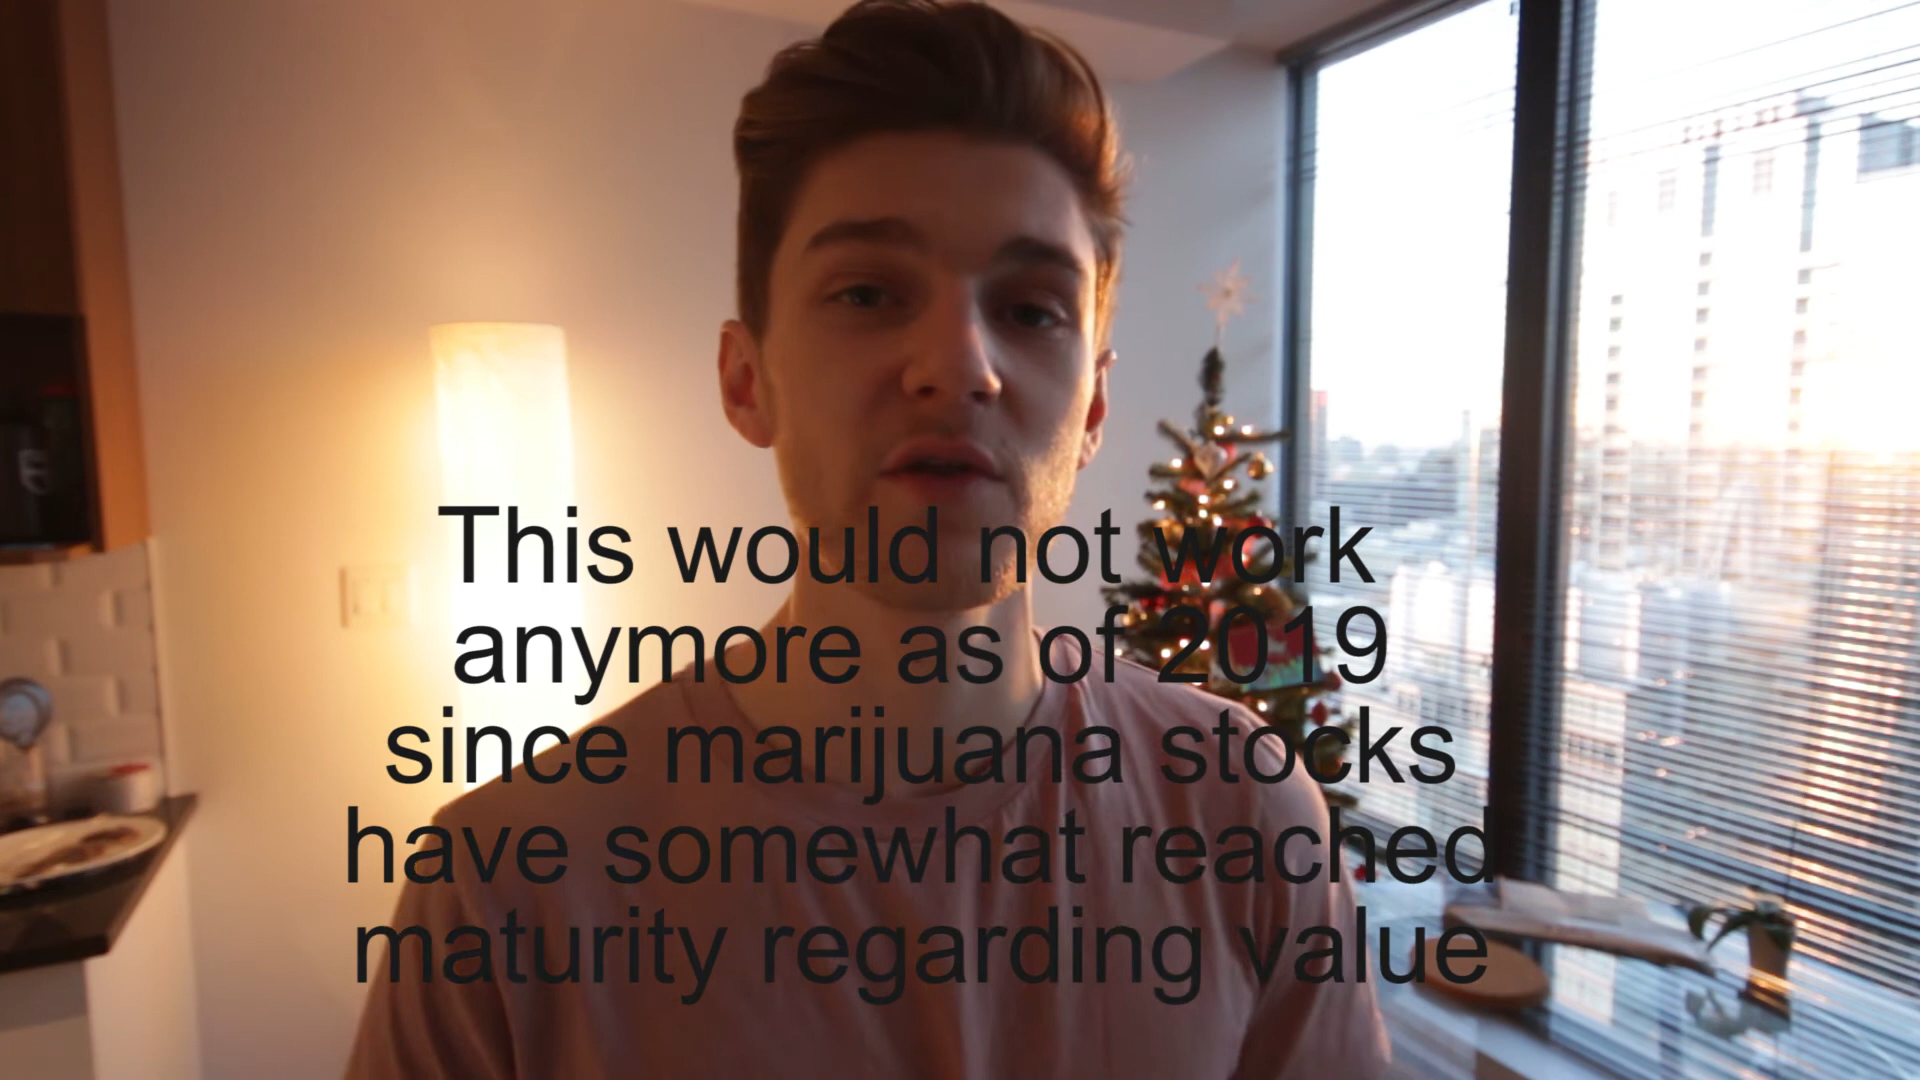 This would not work
anymore as of 2019
since marijuana stocks
have somewhat reached
maturity regarding value